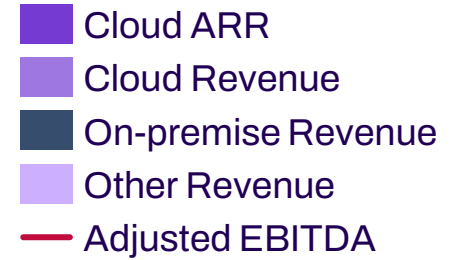 Cloud ARR
Cloud Revenue
On-premise Revenue
Other Revenue
Adjusted EBITDA